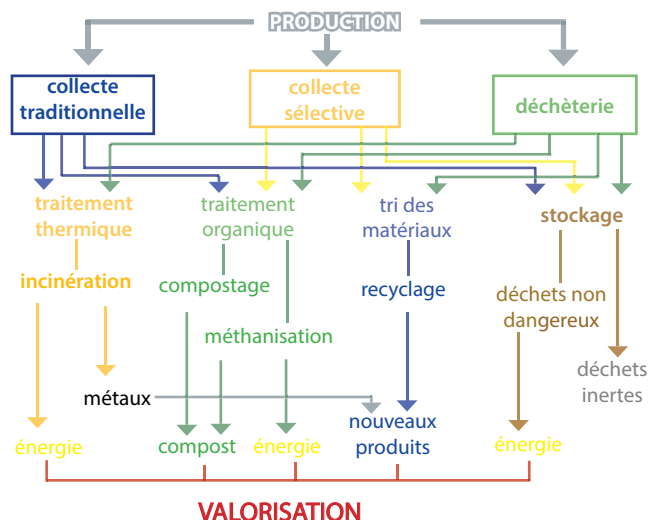 PRODUCTION
collecte
traditionnelle
collecte
sélective
déchèterie
traitement
thermique
traitement
organique
tri des
matériaux
stockage
incinération
compostage
recyclage
déchets non
dangereux
méthanisation
déchets
inertes
métaux
nouveaux
produits
énergie
compost
énergie
énergie
VALORISATION